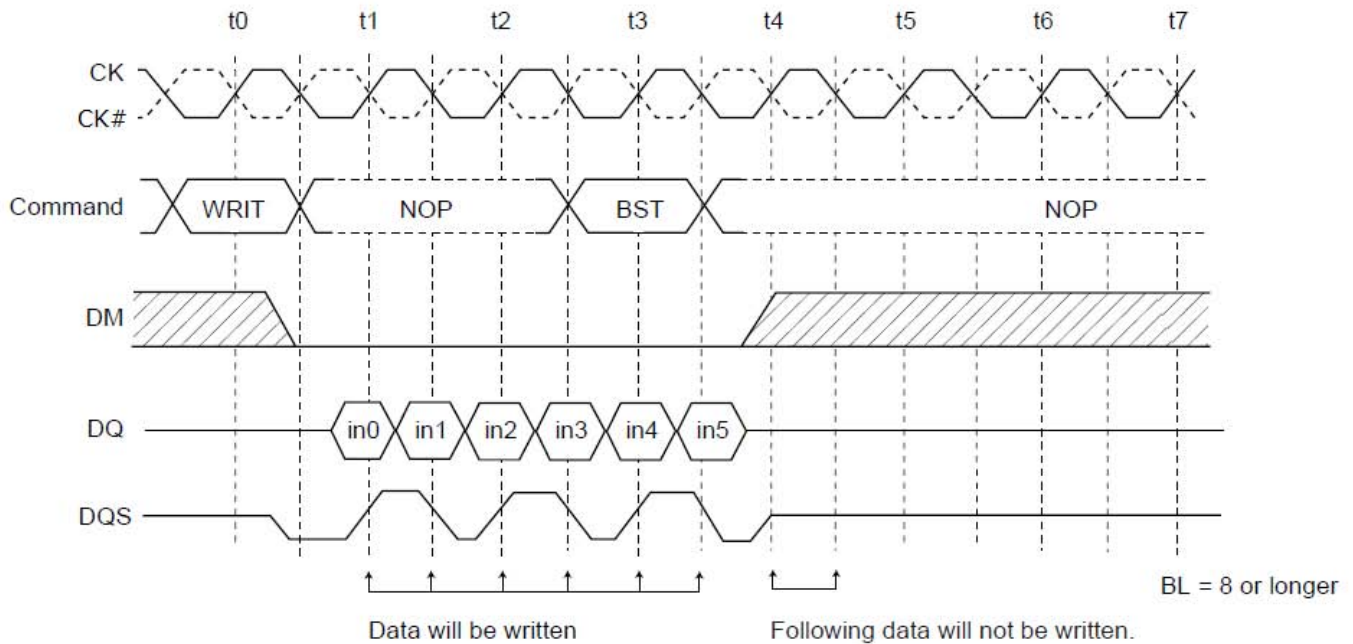 t0 t1 t2 t3 t4 t5 t6 t7
CK
CK#
Command WRIT NOP BST NOP
DM
DQ in0 in1 in2 in3 in4 in5
DQS
BL = 8 or longer
Data will be written Following data will not be written.